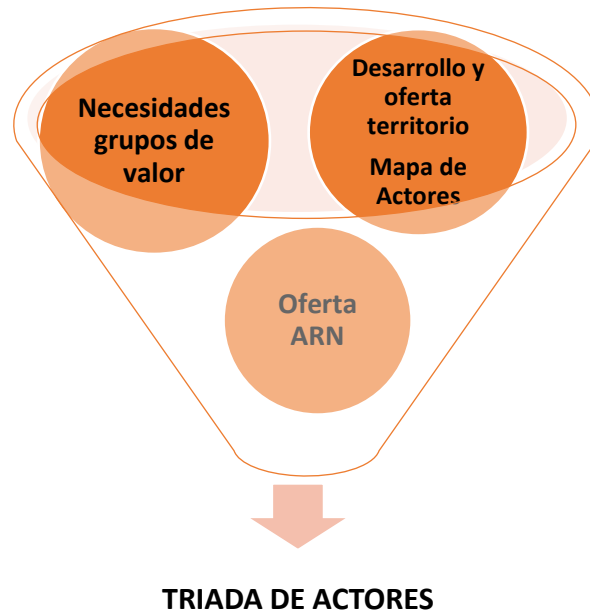 Necesidades
grupos de
valor
Desarrollo y
oferta
territorio
Mapa de
Actores
Oferta
ARN
TRIADA DE ACTORES